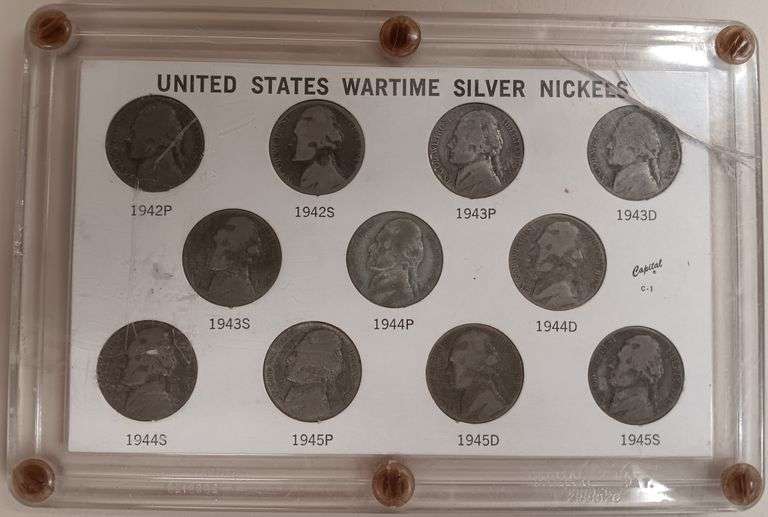 UNITED STATES WARTIME SILVER NICKELS
1942P 1942S 1943P 1943D
1943S 1944P 1944D
Capital
C-1
1944S 1945P 1945D 1945S